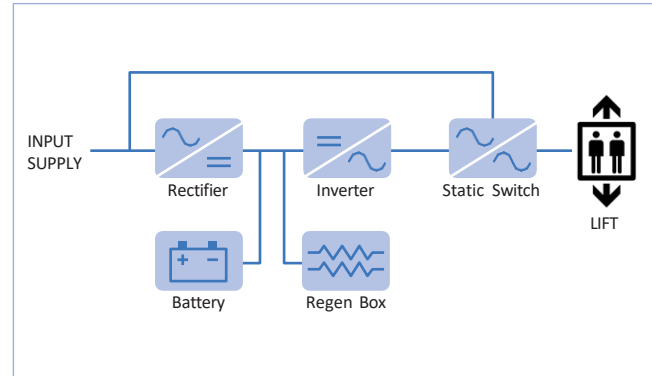 INPUT
SUPPLY
Rectifier
Inverter
Static Switch
LIFT
Battery
Regen Box